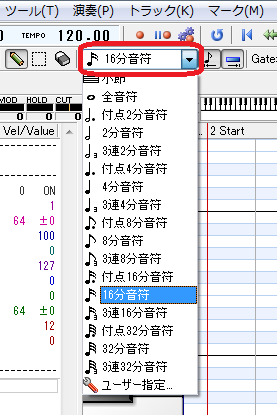 ツール(T) 演奏(P) トラック(K) マーク(M)
TEMPO 120.00
16分音符 Gate:
小節
全音符
付点2分音符
2分音符
3連2分音符
付点4分音符
4分音符
3連4分音符
付点8分音符
8分音符
3連8分音符
付点16分音符
16分音符
3連16分音符
付点32分音符
32分音符
3連32分音符
ユーザー指定...
MOD HOLD CUTOFF
0 0 0
Vel/Value 2 Start
0 ON
1
64 ±0
100
0
127
0
0
64 ±0
12
0